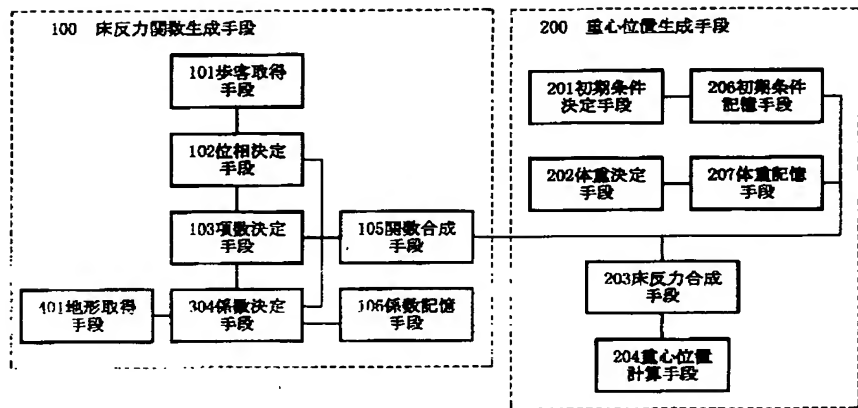 100 床反力関数生成手段
101歩容取得
手段
102位相決定
手段
103項数決定
手段
105関数合成
手段
401地形取得
手段
304係数決定
手段
106係数記憶
手段
200 重心位置生成手段
201初期条件
決定手段
206初期条件
記憶手段
202体重決定
手段
207体重記憶
手段
203床反力合成
手段
204重心位置
計算手段